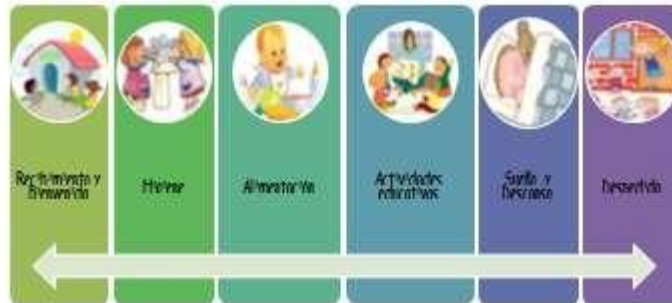 Recibimiento y
Bienvenida
Higiene
Alimentación
Actividades
educativas
Sueño y
Descanso
Despedida